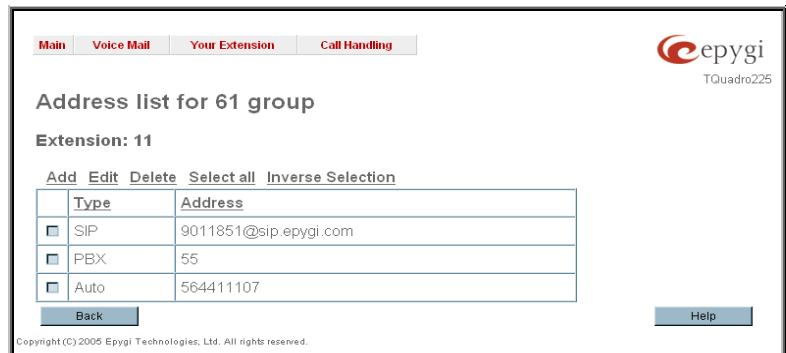 Main Voice Mail Your Extension Call Handling
epygi
TQuadro225
Address list for 61 group
Extension: 11
Add Edit Delete Select all Inverse Selection
Type Address
SIP 9011851@sip.epygi.com
PBX 55
Auto 564411107
Back Help
Copyright (C) 2005 Epygi Technologies, Ltd. All rights reserved.